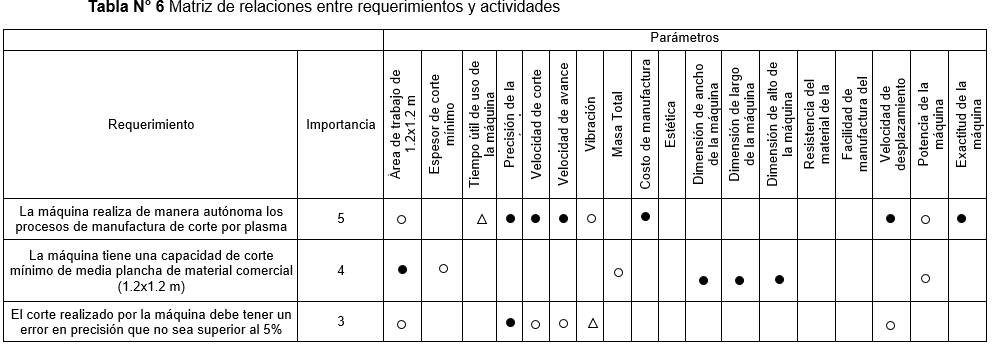 Tabla N° 6 Matriz de relaciones entre requerimientos y actividades
Parámetros
Requerimiento
Importancia
Área de trabajo de
1.2x1.2 m
Espesor de corte
mínimo
Tiempo útil de uso de
la máquina
Precisión de la
Velocidad de corte
Velocidad de avance
Vibración
Masa Total
Costo de manufactura
Estética
Dimensión de ancho
de la máquina
Dimensión de largo
de la máquina
Dimensión de alto de
la máquina
Resistencia del
material de la
Facilidad de
manufactura del
Velocidad de
desplazamiento
Potencia de la
máquina
Exactitud de la
máquina
La máquina realiza de manera autónoma los
procesos de manufactura de corte por plasma
5
○ △ ● ● ● ○ ● ● ○ ●
La máquina tiene una capacidad de corte
mínimo de media plancha de material comercial
(1.2x1.2 m)
4
● ○ ○ ● ● ● ○
El corte realizado por la máquina debe tener un
error en precisión que no sea superior al 5%
3
○ ● ○ ○ △ ○